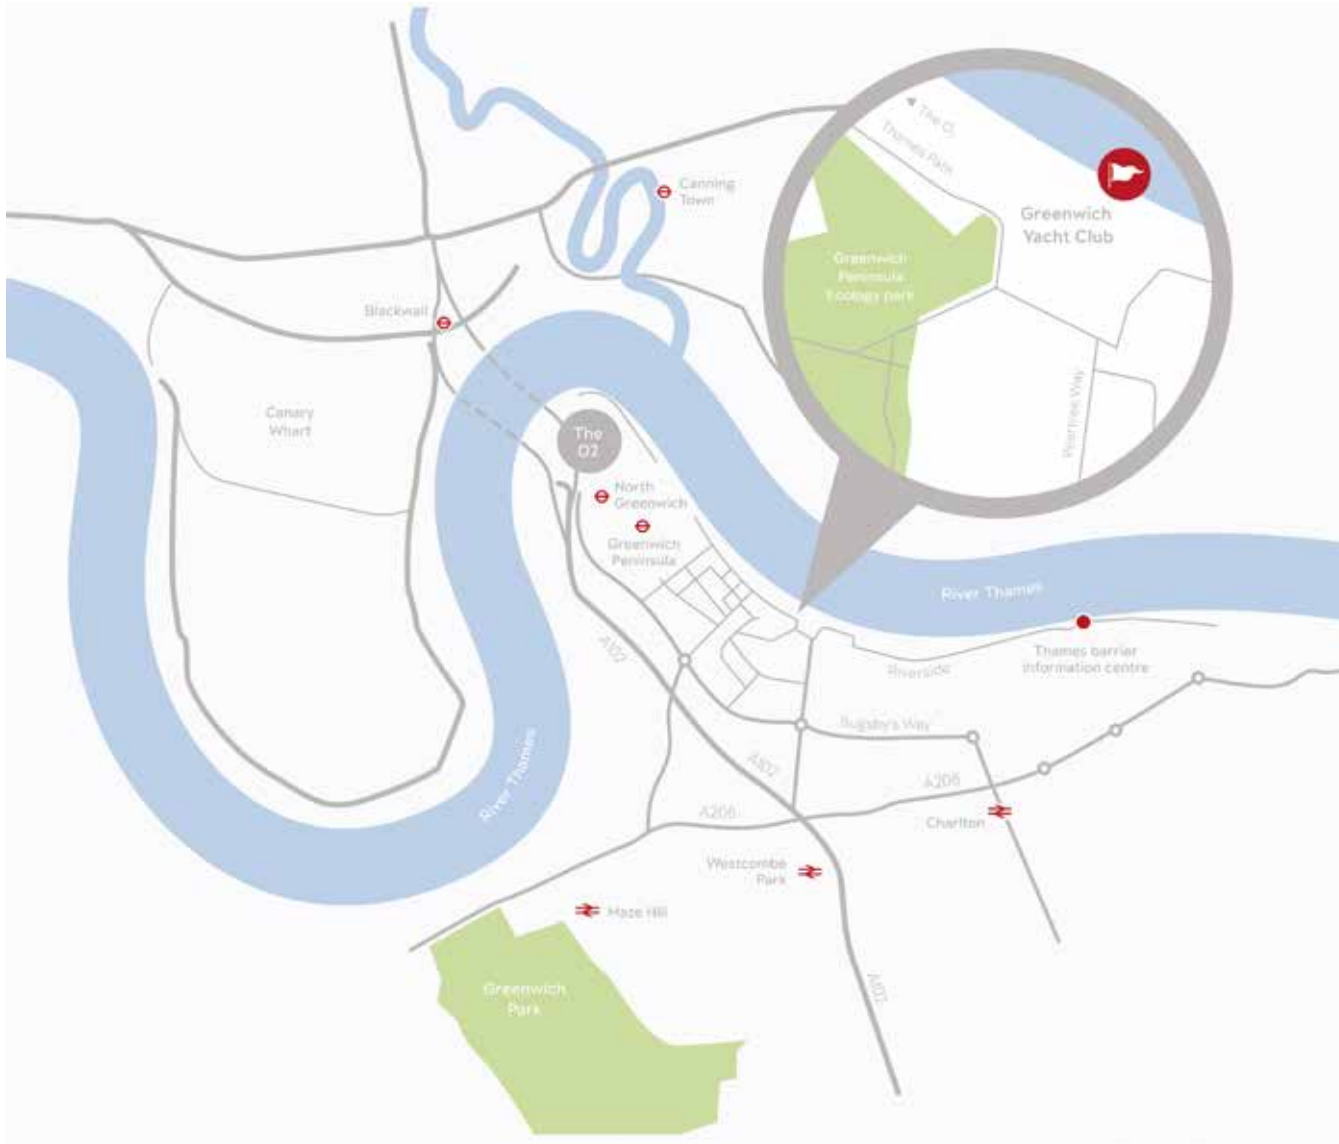 The O2
Thames Path
Greenwich
Yacht Club
Greenwich
Peninsula
Ecology park
Peartree Way
Canning
Town
Blackwall
Canary
Wharf
The
O2
North
Greenwich
Greenwich
Peninsula
River Thames
Thames barrier
information centre
Riverside
A102
Bugsby's Way
River Thames
A102
A206
A206
Charlton
Westcombe
Park
Maze Hill
Greenwich
Park
A102